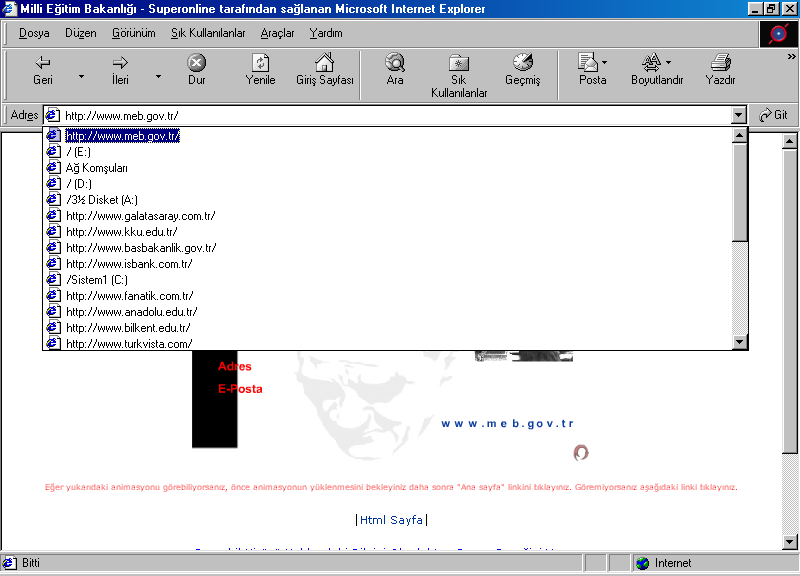 Milli Eğitim Bakanlığı - Superonline tarafından sağlanan Microsoft Internet Explorer
Dosya Düzen Görünüm Sık Kullanılanlar Araçlar Yardım
Geri İleri Dur Yenile Giriş Sayfası Ara Sık Kullanılanlar Geçmiş Posta Boyutlandır Yazdır
Adres http://www.meb.gov.tr/ Git
http://www.meb.gov.tr/
/ (E:)
Ağ Komşuları
/ (D:)
/3½ Disket (A:)
http://www.galatasaray.com.tr/
http://www.kku.edu.tr/
http://www.basbakanlik.gov.tr/
http://www.isbank.com.tr/
/Sistem1 (C:)
http://www.fanatik.com.tr/
http://www.anadolu.edu.tr/
http://www.bilkent.edu.tr/
http://www.turkvista.com/
Adres
E-Posta
www.meb.gov.tr
Eğer yukarıdaki animasyonu görebiliyorsanız, önce animasyonun yüklenmesini bekleyiniz daha sonra "Ana sayfa" linkini tıklayınız. Göremiyorsanız aşağıdaki linki tıklayınız.
|Html Sayfa|
Bitti Internet